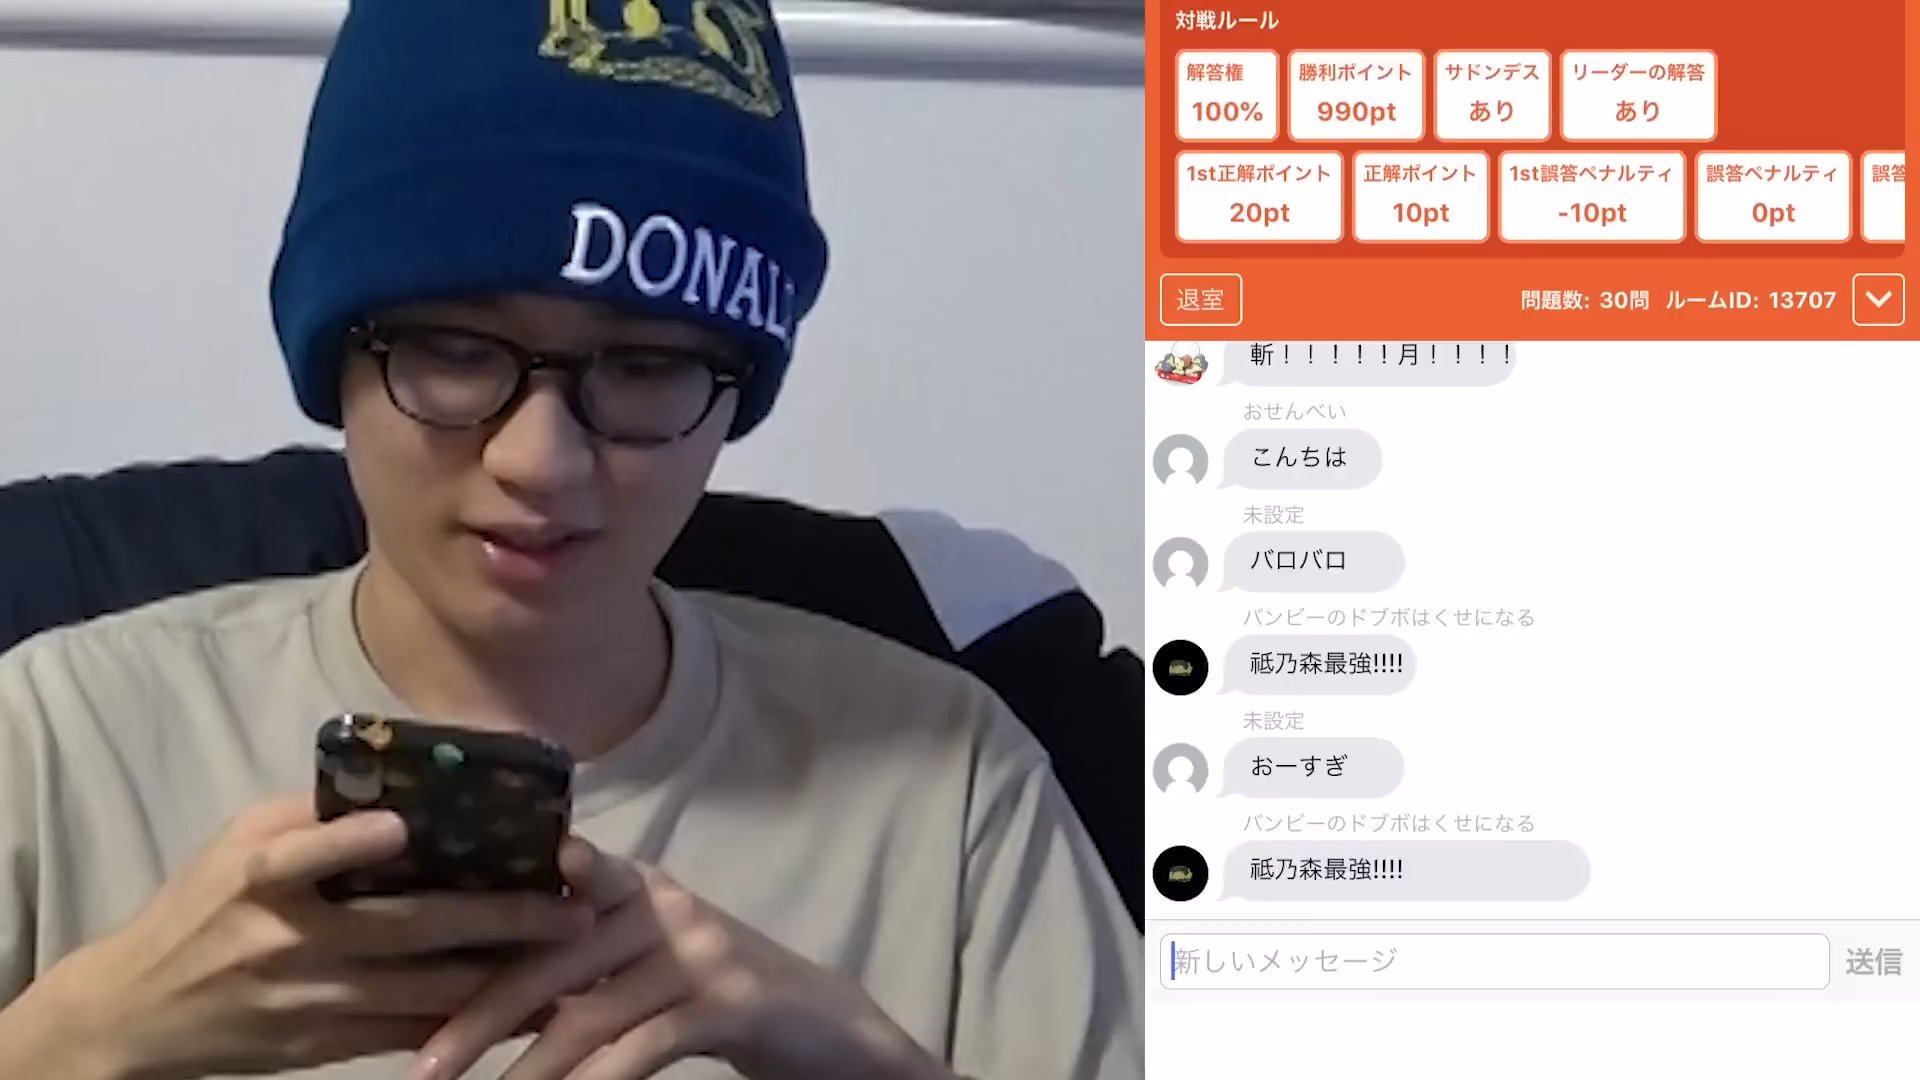 DONAL
対戦ルール
解答権 勝利ポイント サドンデス リーダーの解答
100% 990pt あり あり
1st正解ポイント 正解ポイント 1st誤答ペナルティ 誤答ペナルティ 誤答
20pt 10pt -10pt 0pt
退室 問題数: 30問 ルームID: 13707
斬！！！！！月！！！！
おせんべい
こんちは
未設定
バロバロ
バンビーのドブボはくせになる
祗乃森最強!!!!
未設定
おーすぎ
バンビーのドブボはくせになる
祗乃森最強!!!!
新しいメッセージ 送信